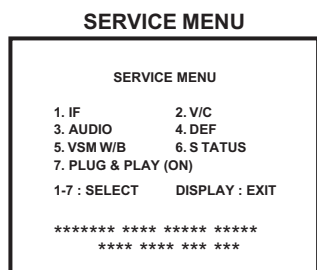 SERVICE MENU
SERVICE MENU
1. IF 2. V/C
3. AUDIO 4. DEF
5. VSM W/B 6. S TATUS
7. PLUG & PLAY (ON)
1-7 : SELECT DISPLAY : EXIT
******* **** ***** *****
**** **** *** ***